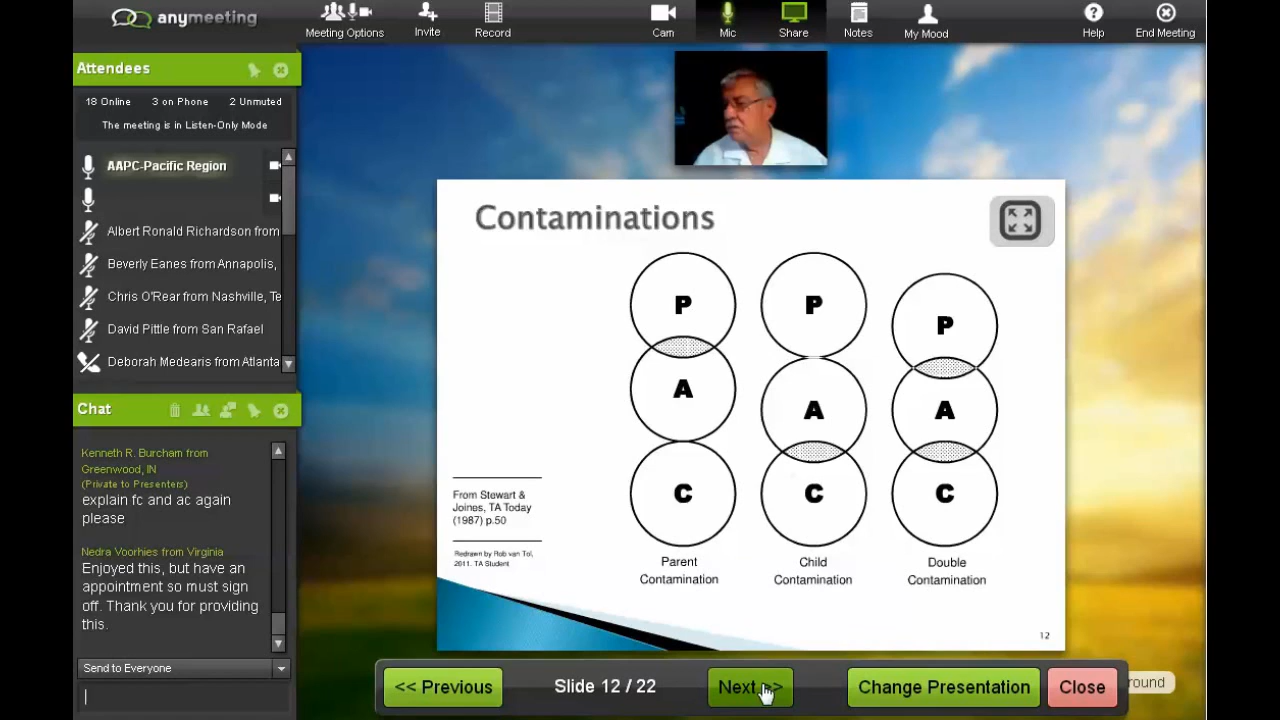 anymeeting
Meeting Options
Invite
Record
Cam
Mic
Share
Notes
My Mood
Help
End Meeting
Attendees
18 Online 3 on Phone 2 Unmuted
The meeting is in Listen-Only Mode
AAPC-Pacific Region
Albert Ronald Richardson from
Beverly Eanes from Annapolis,
Chris O'Rear from Nashville, Te
David Pittle from San Rafael
Deborah Medearis from Atlanta
Chat
Kenneth R. Burcham from
Greenwood, IN
(Private to Presenters)
explain fc and ac again
please
Nedra Voorhies from Virginia
Enjoyed this, but have an
appointment so must sign
off. Thank you for providing
this.
Send to Everyone
Contaminations
P P P
A A A
C C C
From Stewart &
Joines, TA Today
(1987) p.50
Redrawn by Rob van Tol,
2011. TA Student
Parent
Contamination
Child
Contamination
Double
Contamination
12
<< Previous
Slide 12 / 22
Next >>
Change Presentation
Close
round